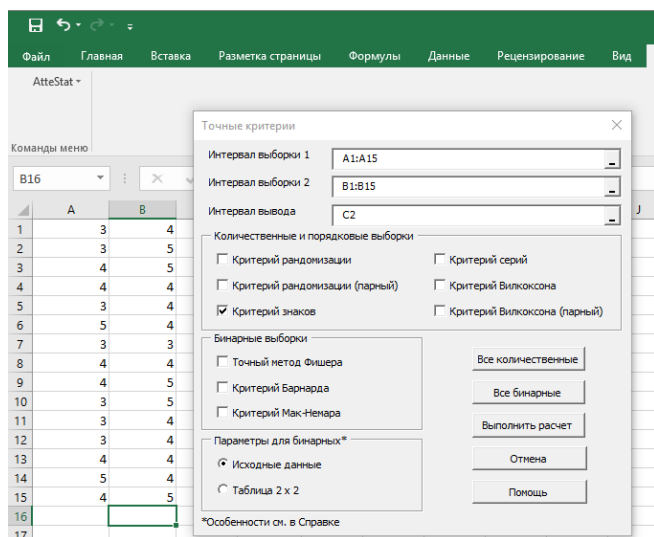 Файл Главная Вставка Разметка страницы Формулы Данные Рецензирование Вид
AtteStat
Команды меню
B16
Точные критерии
Интервал выборки 1 A1:A15
Интервал выборки 2 B1:B15
Интервал вывода C2
Количественные и порядковые выборки
Критерий рандомизации Критерий серий
Критерий рандомизации (парный) Критерий Вилкоксона
Критерий знаков Критерий Вилкоксона (парный)
Бинарные выборки
Точный метод Фишера
Критерий Барнарда
Критерий Мак-Немара
Параметры для бинарных*
Исходные данные
Таблица 2 x 2
*Особенности см. в Справке
Все количественные
Все бинарные
Выполнить расчет
Отмена
Помощь
A B J
1 3 4
2 3 5
3 4 5
4 4 4
5 3 4
6 5 4
7 3 3
8 4 4
9 4 5
10 3 5
11 3 4
12 3 4
13 4 4
14 5 4
15 4 5
16
17